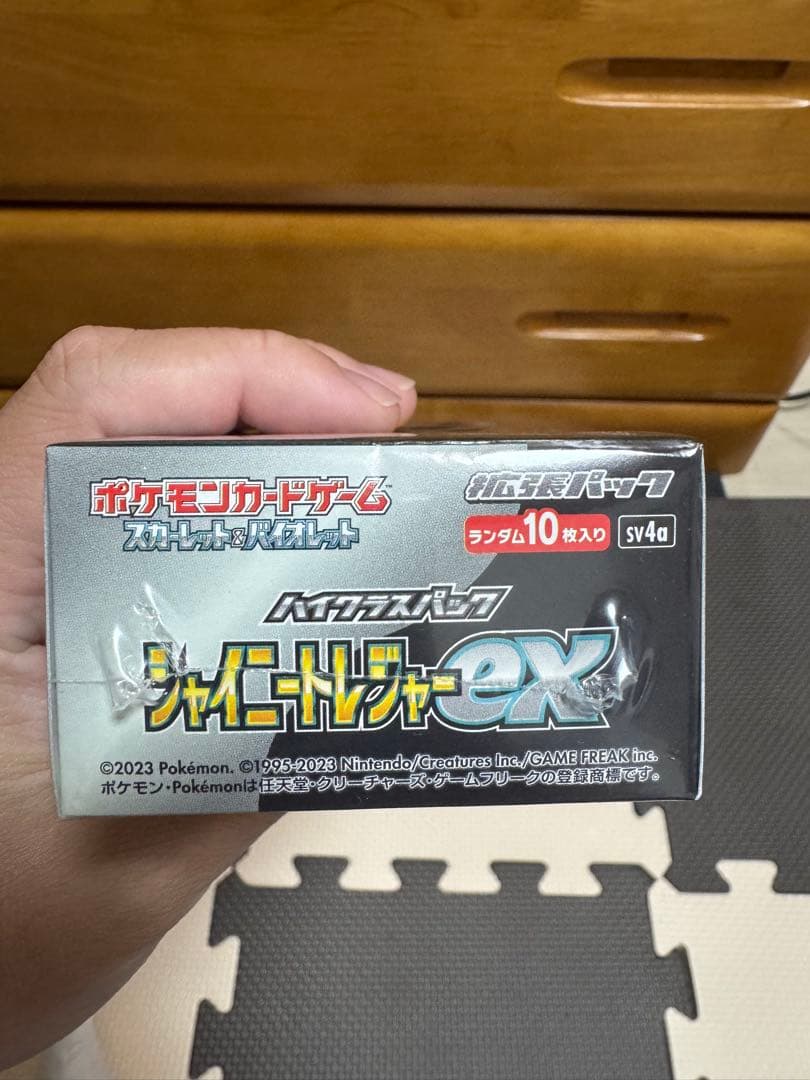 ポケモンカードゲーム™
スカーレット&バイオレット
拡張パック
ランダム10枚入り SV4a
ハイクラスパック
シャイニートレジャーex
©2023 Pokémon. ©1995-2023 Nintendo/Creatures Inc./GAME FREAK inc.
ポケモン・Pokémonは任天堂・クリーチャーズ・ゲームフリークの登録商標です。